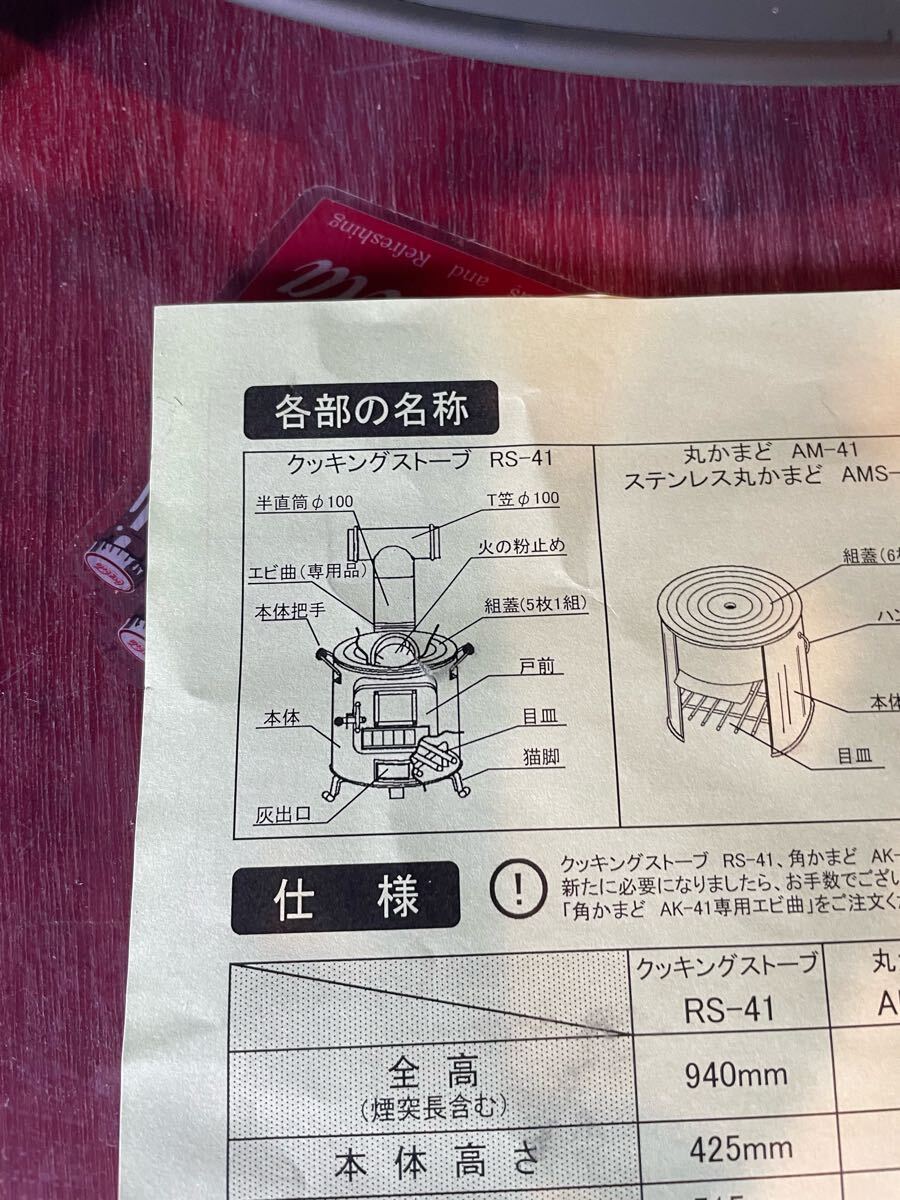 and Refreshing
各部の名称
クッキングストーブ RS-41
半直筒φ100
T笠φ100
火の粉止め
エビ曲(専用品)
本体把手
組蓋(5枚1組)
戸前
本体
目皿
猫脚
灰出口
丸かまど AM-41
ステンレス丸かまど AMS-
組蓋(6
ハン
本体
目皿
仕様
クッキングストーブ RS-41、角かまど AK-
新たに必要になりましたら、お手数でござい
「角かまど AK-41専用エビ曲」をご注文くだ
クッキングストーブ
RS-41
丸
全高
(煙突長含む)
940mm
本体高さ
425mm